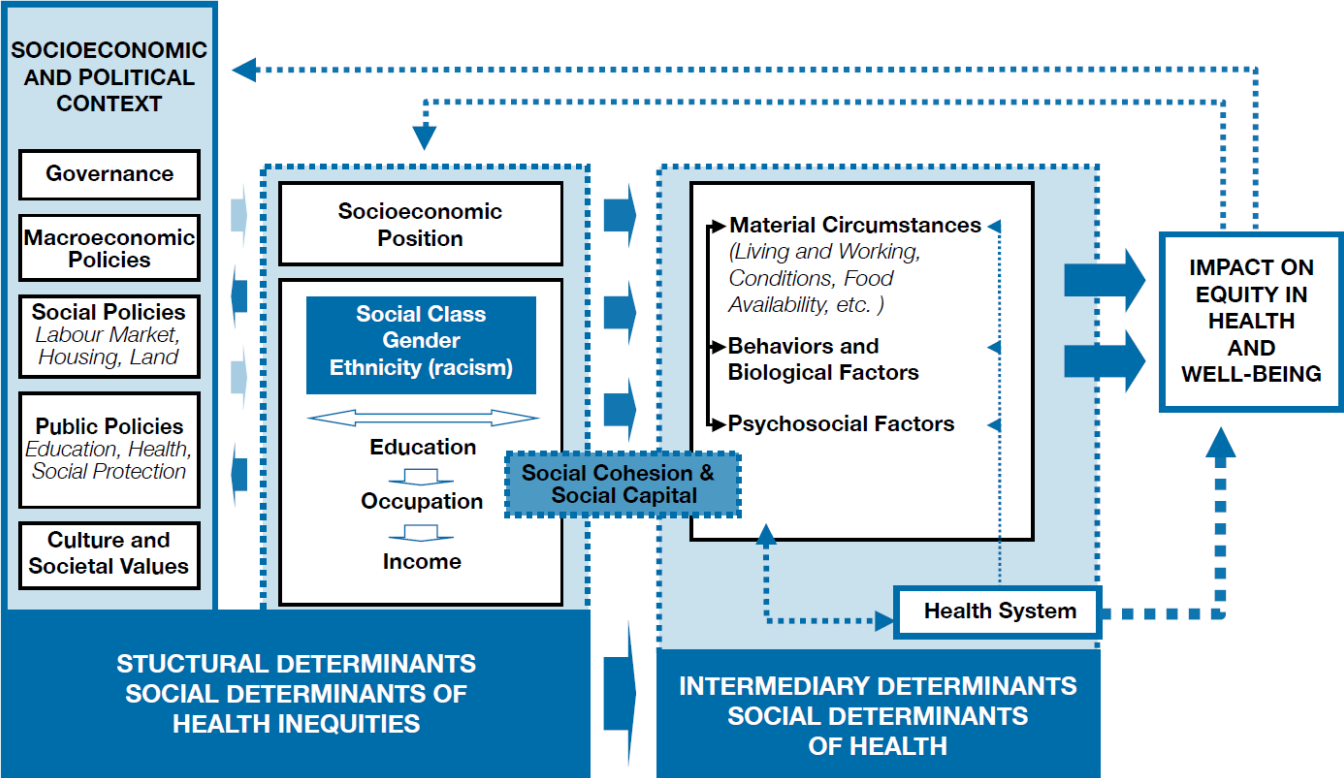 SOCIOECONOMIC
AND POLITICAL
CONTEXT
Governance
Macroeconomic
Policies
Social Policies
Labour Market,
Housing, Land
Public Policies
Education, Health,
Social Protection
Culture and
Societal Values
Socioeconomic
Position
Social Class
Gender
Ethnicity (racism)
Education
Occupation
Income
Social Cohesion &
Social Capital
Material Circumstances
(Living and Working,
Conditions, Food
Availability, etc. )
Behaviors and
Biological Factors
Psychosocial Factors
Health System
IMPACT ON
EQUITY IN
HEALTH
AND
WELL-BEING
STUCTURAL DETERMINANTS
SOCIAL DETERMINANTS OF
HEALTH INEQUITIES
INTERMEDIARY DETERMINANTS
SOCIAL DETERMINANTS
OF HEALTH